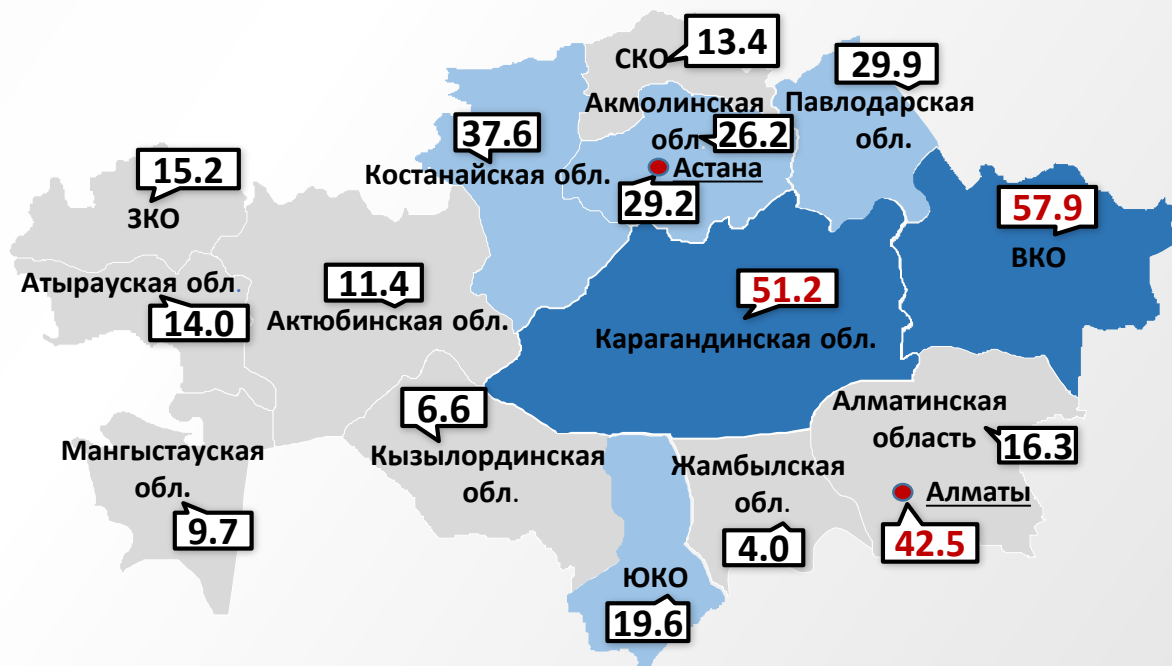 13.4
СКО
29.9
Акмолинская
обл.
26.2
Павлодарская
обл.
37.6
Костанайская обл.
Астана
29.2
15.2
ЗКО
57.9
ВКО
Атырауская обл.
14.0
11.4
Актюбинская обл.
51.2
Карагандинская обл.
6.6
Кызылординская
обл.
Алматинская
область
16.3
Мангыстауская
обл.
9.7
Жамбылская
обл.
4.0
Алматы
42.5
ЮКО
19.6